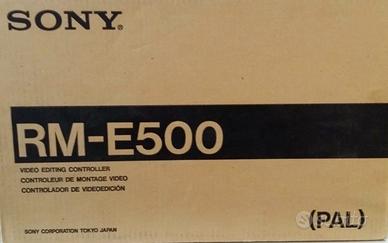 SONY®
RM-E500
VIDEO EDITING CONTROLLER
CONTROLEUR DE MONTAGE VIDEO
CONTROLADOR DE VIDEOEDICIÓN
SONY CORPORATION TOKYO JAPAN
(PAL)